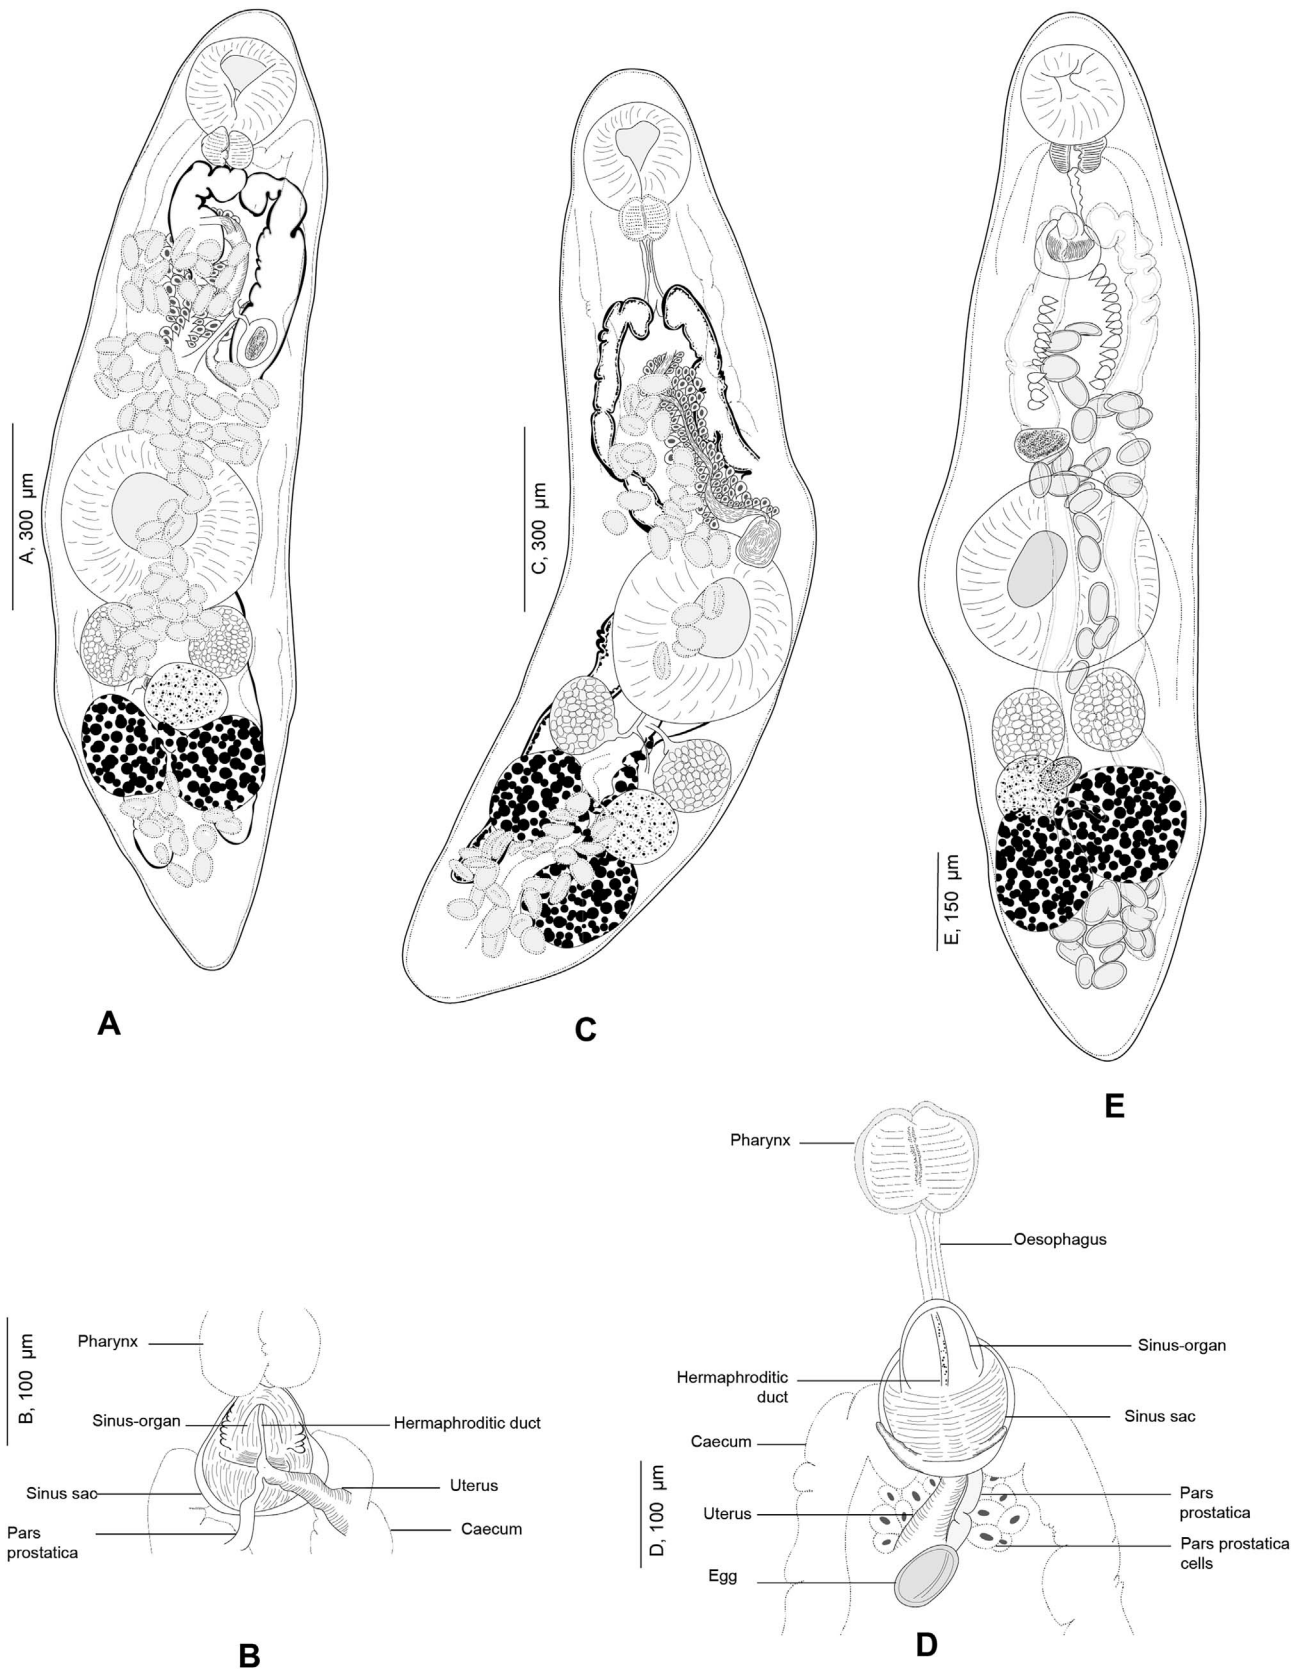 A, 300 µm
C, 300 µm
E, 150 µm
A
C
E
B, 100 µm
Pharynx
Sinus-organ
Hermaphroditic duct
Sinus sac
Uterus
Pars
prostatica
Caecum
B
Pharynx
Oesophagus
Sinus-organ
Hermaphroditic
duct
Sinus sac
Caecum
D, 100 µm
Pars
prostatica
Uterus
Pars prostatica
cells
Egg
D